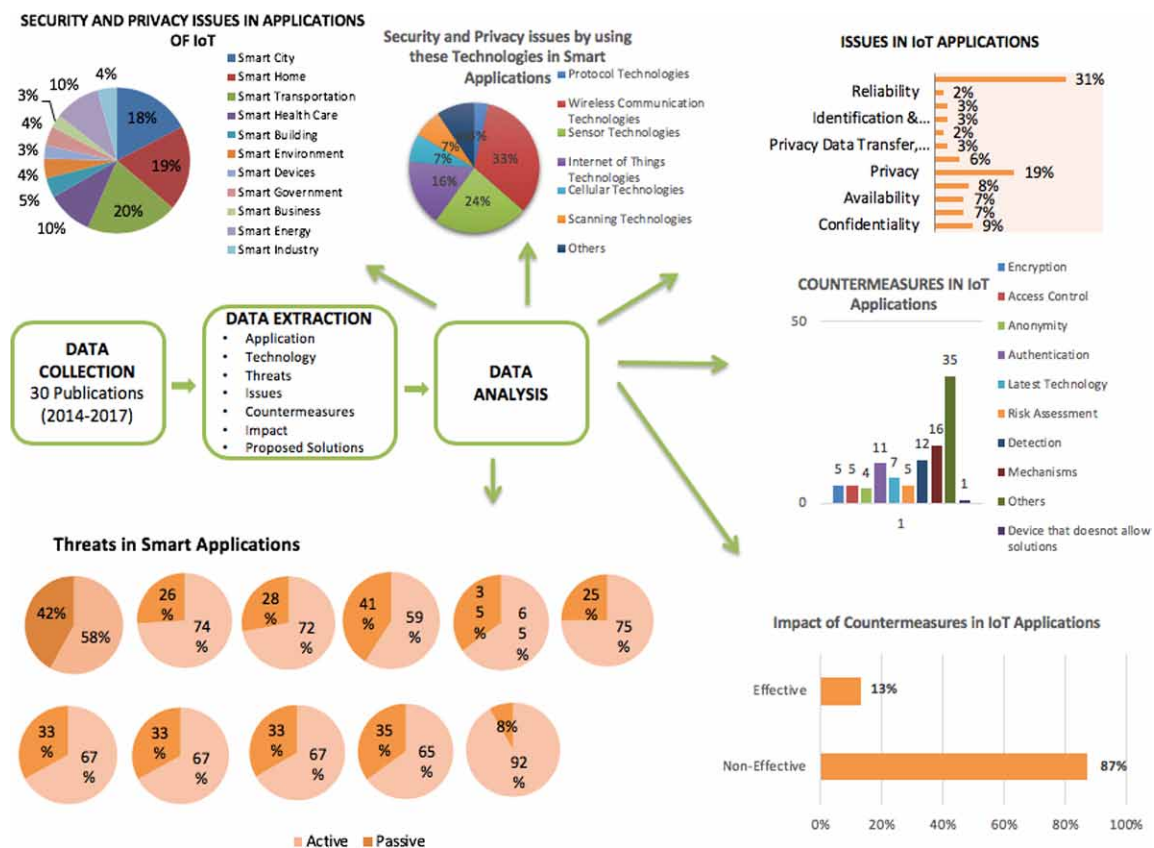 SECURITY AND PRIVACY ISSUES IN APPLICATIONS
OF IoT
Smart City
Smart Home
Smart Transportation
Smart Health Care
Smart Building
Smart Environment
Smart Devices
Smart Government
Smart Business
Smart Energy
Smart Industry
18%
19%
20%
10%
5%
4%
3%
4%
3%
10%
4%
Security and Privacy issues by using
these Technologies in Smart
Applications
Protocol Technologies
Wireless Communication
Technologies
Sensor Technologies
Internet of Things
Technologies
Cellular Technologies
Scanning Technologies
Others
33%
24%
16%
7%
7%
ISSUES IN IoT APPLICATIONS
31%
Reliability
2%
3%
Identification &...
3%
2%
Privacy Data Transfer,...
3%
6%
Privacy
19%
8%
Availability
7%
7%
Confidentiality
9%
DATA
COLLECTION
30 Publications
(2014-2017)
DATA EXTRACTION
• Application
• Technology
• Threats
• Issues
• Countermeasures
• Impact
• Proposed Solutions
DATA
ANALYSIS
COUNTERMEASURES IN IoT
Applications
50
0
5
5
4
11
7
5
12
16
35
1
1
Encryption
Access Control
Anonymity
Authentication
Latest Technology
Risk Assessment
Detection
Mechanisms
Others
Device that doesnot allow
solutions
Threats in Smart Applications
42%
58%
26
%
74
%
28
%
72
%
41
%
59
%
3
5
%
6
5
%
25
%
75
%
33
%
67
%
33
%
67
%
33
%
67
%
35
%
65
%
8%
92
%
Active
Passive
Impact of Countermeasures in IoT Applications
Effective
13%
Non-Effective
87%
0%
20%
40%
60%
80%
100%